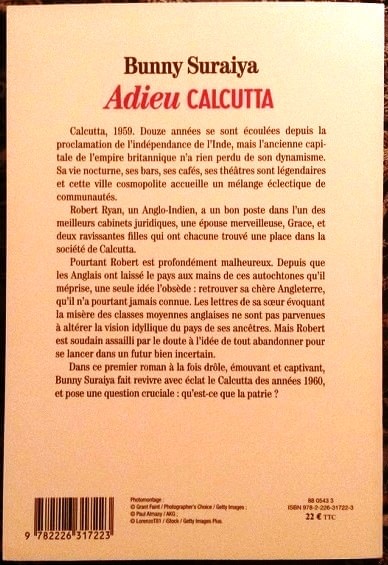 Bunny Suraiya
Adieu CALCUTTA
Calcutta, 1959. Douze années se sont écoulées depuis la
proclamation de l'indépendance de l'Inde, mais l'ancienne capi-
tale de l'empire britannique n'a rien perdu de son dynamisme.
Sa vie nocturne, ses bars, ses cafés, ses théâtres sont légendaires
et cette ville cosmopolite accueille un mélange éclectique de
communautés.
Robert Ryan, un Anglo-Indien, a un bon poste dans l'un des
meilleurs cabinets juridiques, une épouse merveilleuse, Grace, et
deux ravissantes filles qui ont chacune trouvé une place dans la
société de Calcutta.
Pourtant Robert est profondément malheureux. Depuis que
les Anglais ont laissé le pays aux mains de ces autochtones qu'il
méprise, une seule idée l'obsède : retrouver sa chère Angleterre,
qu'il n'a pourtant jamais connue. Les lettres de sa sœur évoquant
la misère des classes moyennes anglaises ne sont pas parvenues
à altérer la vision idyllique du pays de ses ancêtres. Mais Robert
est soudain assailli par le doute à l'idée de tout abandonner pour
se lancer dans un futur bien incertain.
Dans ce premier roman à la fois drôle, émouvant et captivant,
Bunny Suraiya fait revivre avec éclat le Calcutta des années 1960,
et pose une question cruciale : qu'est-ce que la patrie ?
Photomontage :
© Grant Faint / Photographer's Choice / Getty Images ;
© Paul Almasy / AKG ;
© LorenzoT81 / iStock / Getty Images Plus.
88 0543 3
ISBN 978-2-226-31722-3
22 € TTC
9 782226 317223